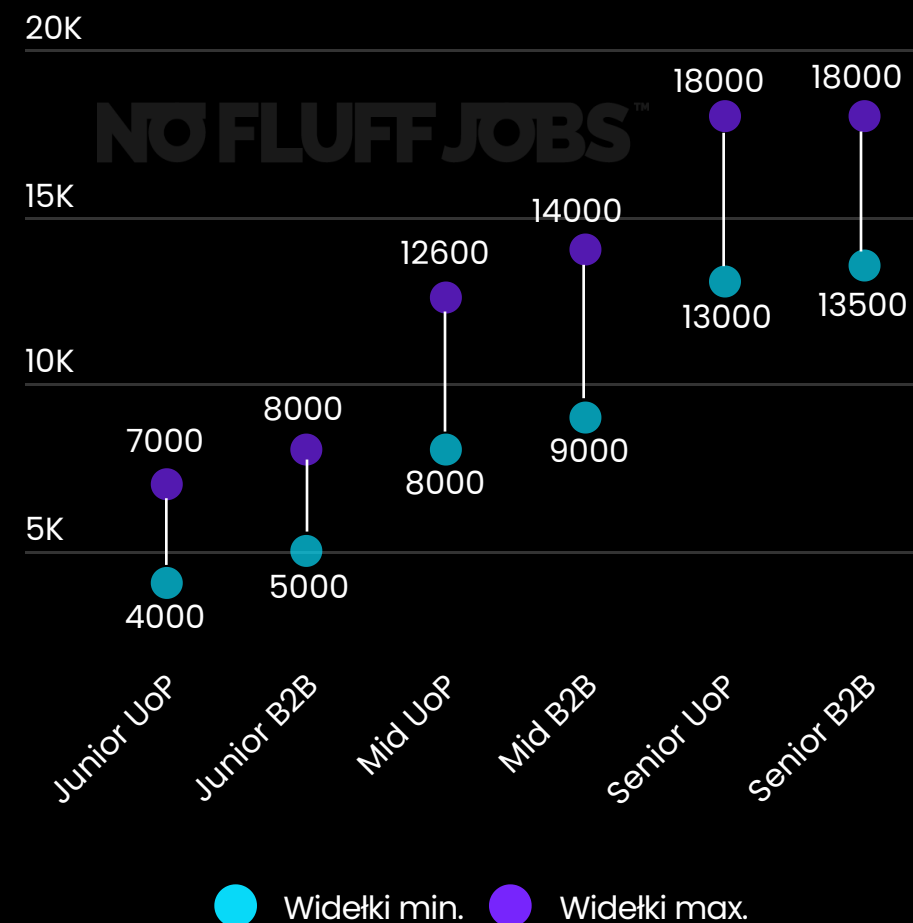 20K
18000
18000
NO FLUFF JOBS™
15K
14000
12600
13000
13500
10K
8000
7000
9000
8000
5K
5000
4000
Junior UoP
Junior B2B
Mid UoP
Mid B2B
Senior UoP
Senior B2B
Widełki min.
Widełki max.